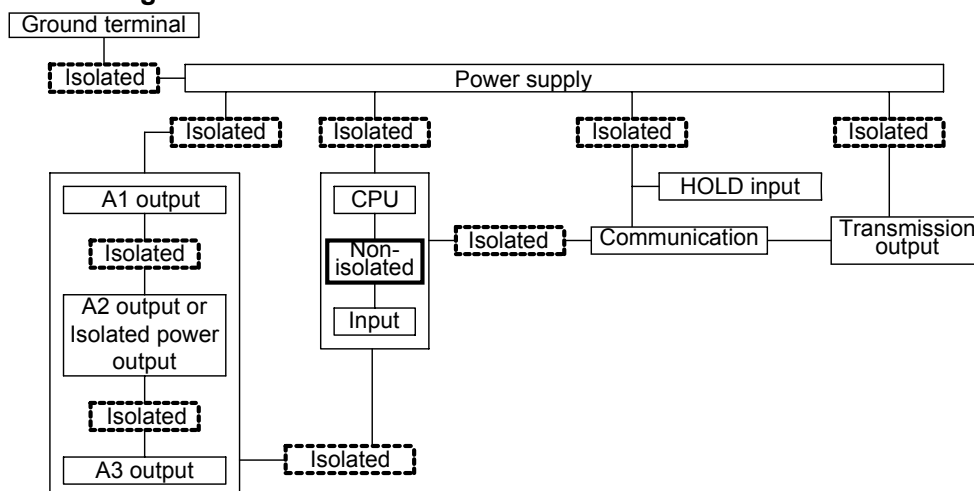 Ground terminal
Isolated
Power supply
Isolated
Isolated
Isolated
Isolated
A1 output
CPU
HOLD input
Isolated
Non-
isolated
Isolated
Communication
Transmission
output
A2 output or
Isolated power
output
Input
Isolated
A3 output
Isolated